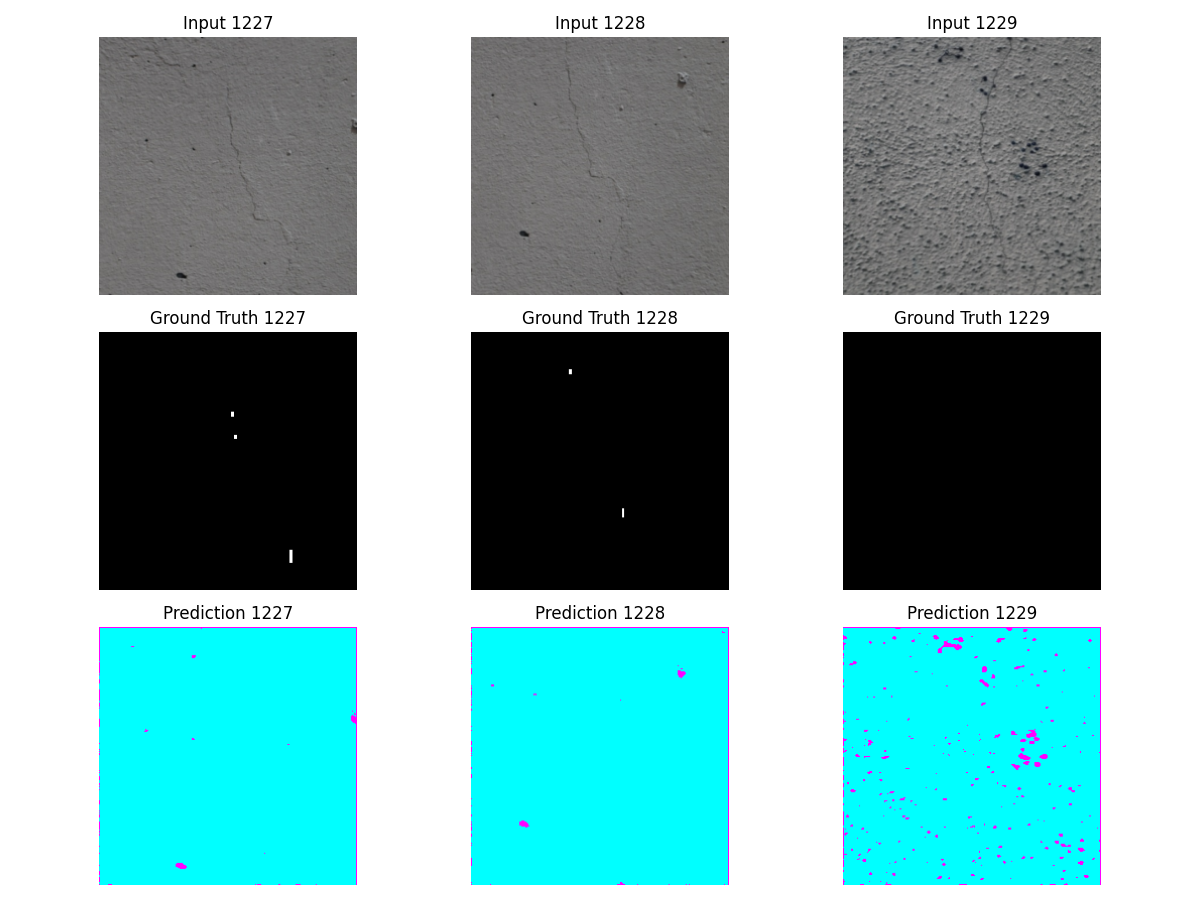 Input 1227
Input 1228
Input 1229
Ground Truth 1227
Ground Truth 1228
Ground Truth 1229
Prediction 1227
Prediction 1228
Prediction 1229